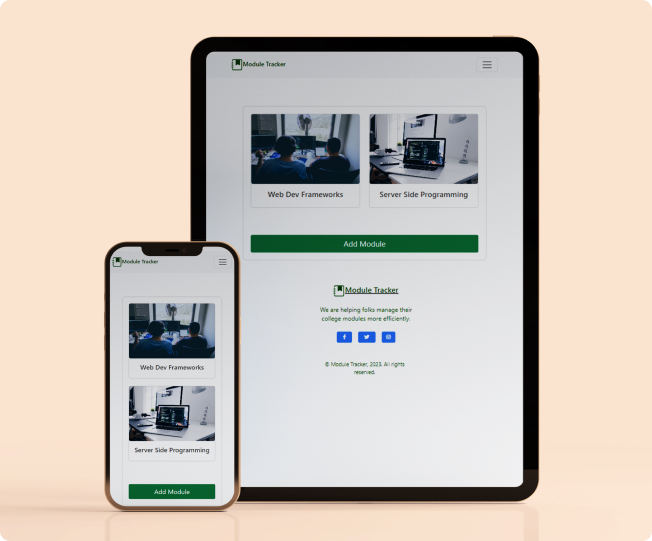 Module Tracker
Web Dev Frameworks
Server Side Programming
Add Module
Module Tracker
We are helping folks manage their
college modules more efficiently.
© Module Tracker, 2023. All rights
reserved.
Module Tracker
Web Dev Frameworks
Server Side Programming
Add Module